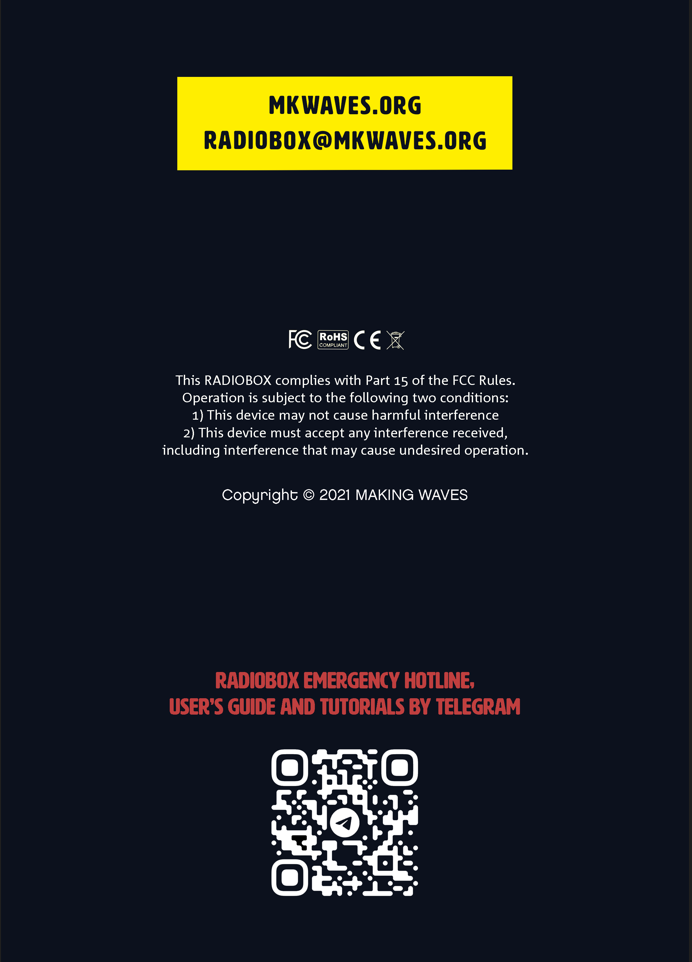 MKWAVES.ORG
RADIOBOX@MKWAVES.ORG
FC RoHS COMPLIANT CE
This RADIOBOX complies with Part 15 of the FCC Rules.
Operation is subject to the following two conditions:
1) This device may not cause harmful interference
2) This device must accept any interference received,
including interference that may cause undesired operation.
Copyright © 2021 MAKING WAVES
RADIOBOX EMERGENCY HOTLINE,
USER'S GUIDE AND TUTORIALS BY TELEGRAM